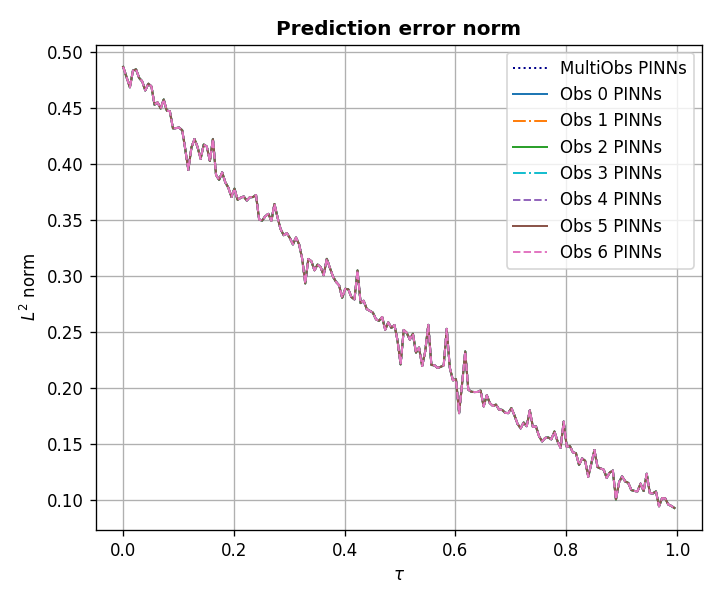 Prediction error norm
0.50
0.45
0.40
0.35
0.30
0.25
0.20
0.15
0.10
L² norm
MultiObs PINNs
Obs 0 PINNs
Obs 1 PINNs
Obs 2 PINNs
Obs 3 PINNs
Obs 4 PINNs
Obs 5 PINNs
Obs 6 PINNs
0.0 0.2 0.4 0.6 0.8 1.0
τ